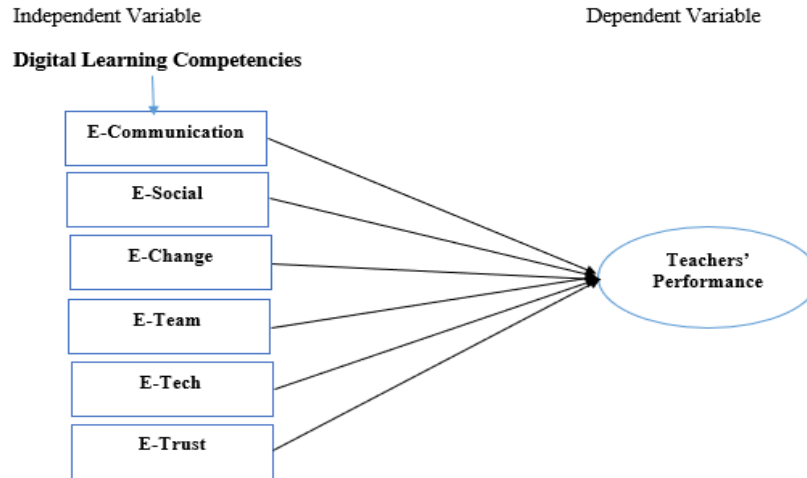 Independent Variable
Dependent Variable
Digital Learning Competencies
E-Communication
E-Social
E-Change
E-Team
E-Tech
E-Trust
Teachers’
Performance